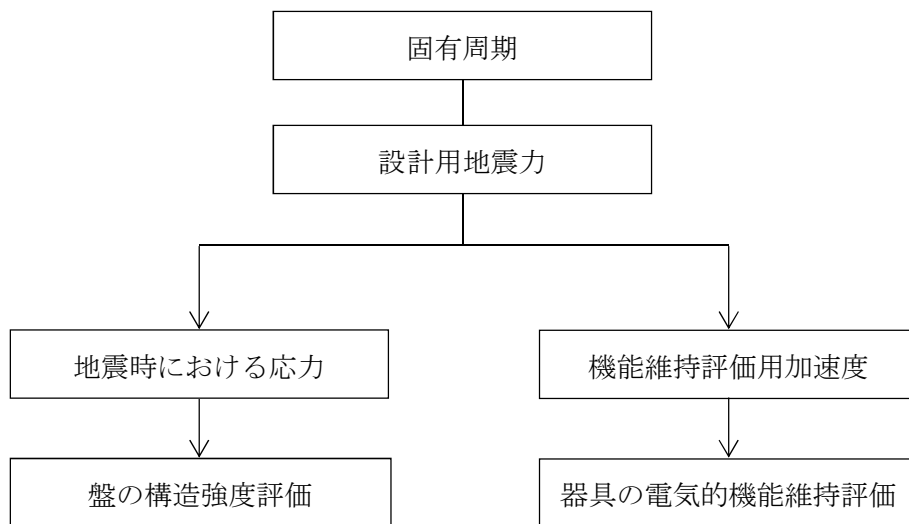 固有周期
設計用地震力
地震時における応力
機能維持評価用加速度
盤の構造強度評価
器具の電気的機能維持評価